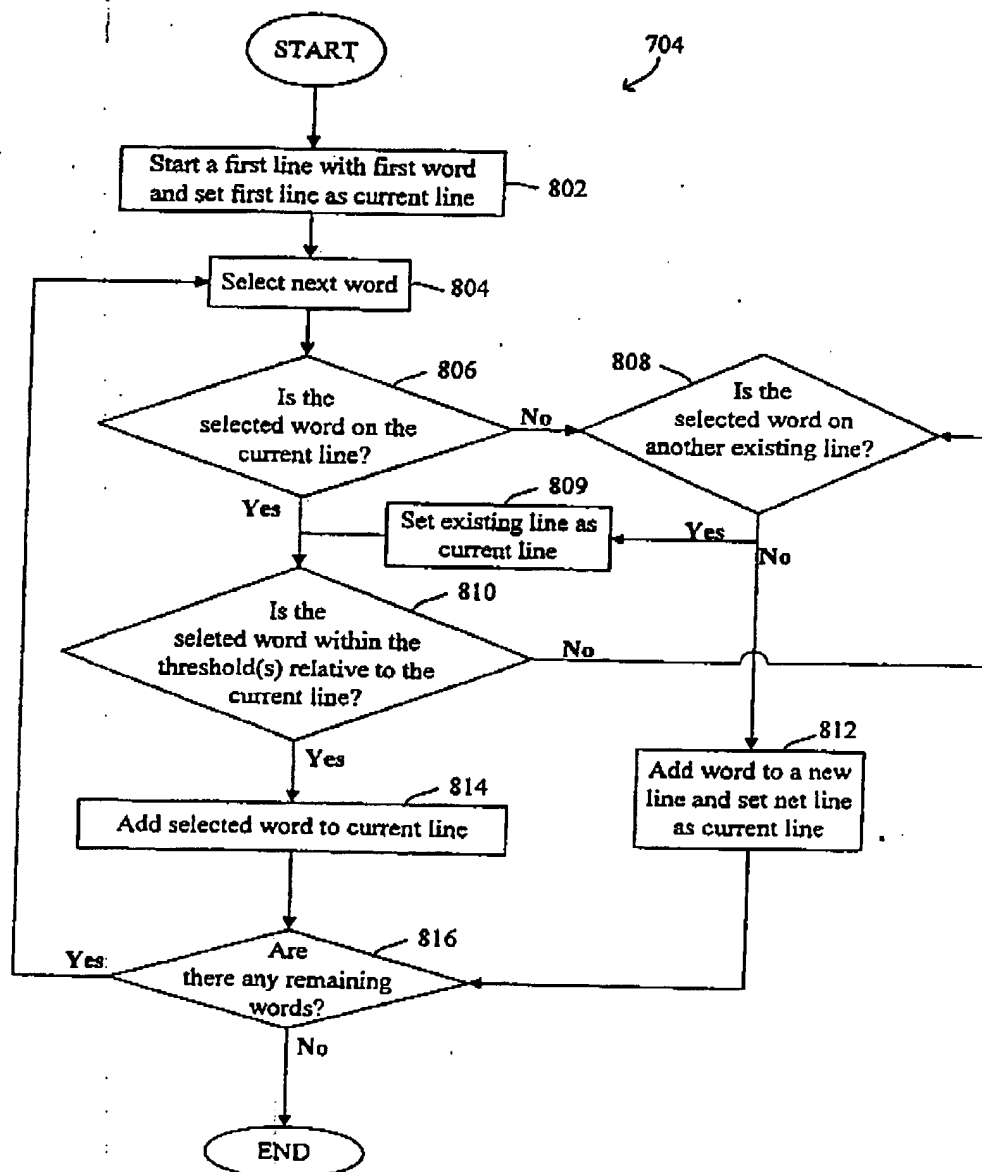 START
704
Start a first line with first word
and set first line as current line
802
Select next word
804
806
Is the
selected word on the
current line?
No
808
Is the
selected word on
another existing line?
Yes
809
Set existing line as
current line
Yes
No
810
Is the
seleted word within the
threshold(s) relative to the
current line?
No
Yes
812
Add word to a new
line and set net line
as current line
814
Add selected word to current line
816
Are
there any remaining
words?
Yes
No
END